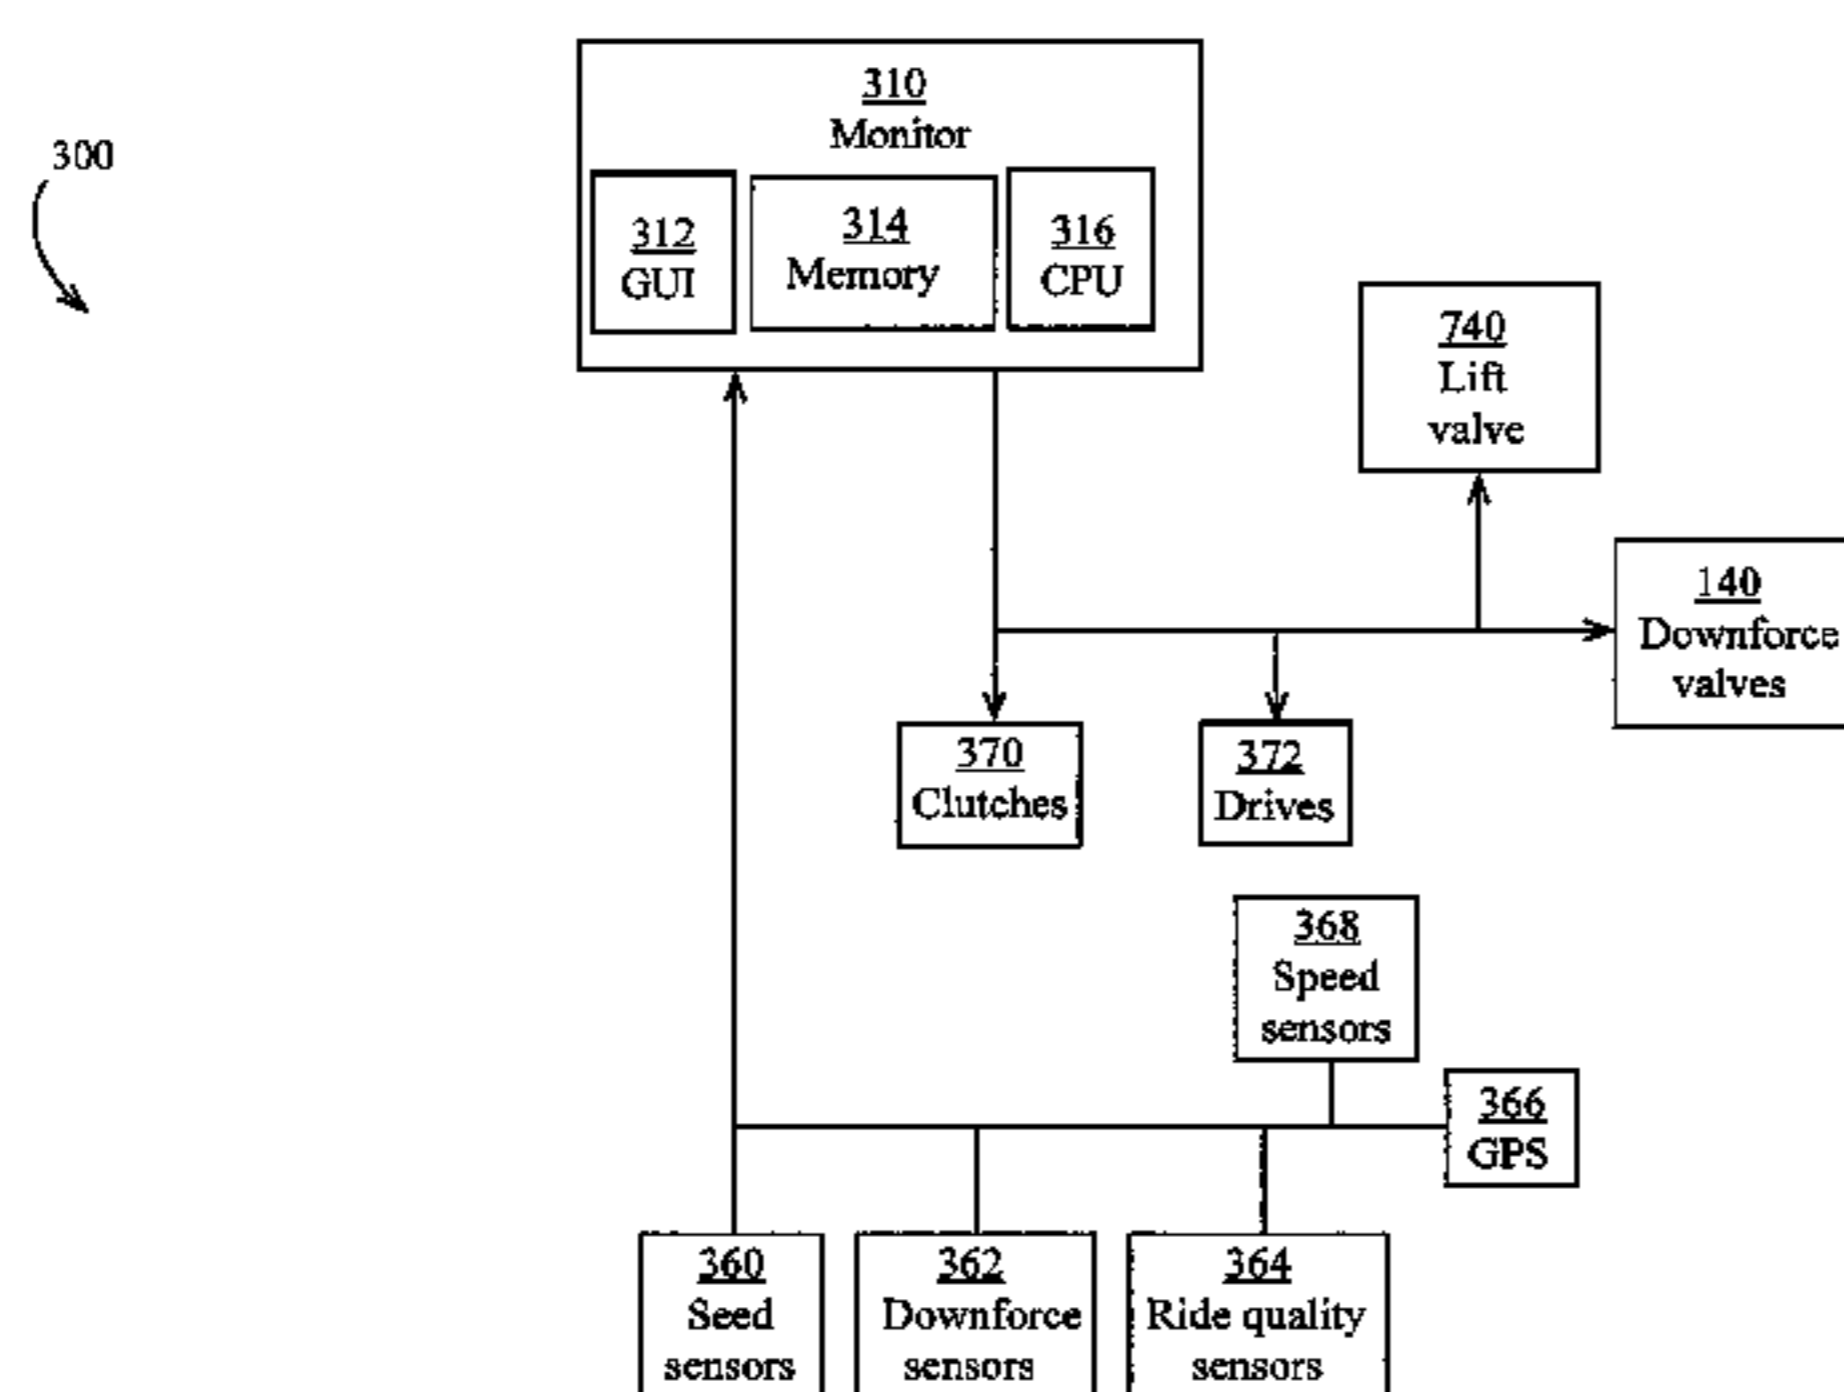 310
Monitor
300
312
GUI
314
Memory
316
CPU
740
Lift
valve
140
Downforce
valves
370
Clutches
372
Drives
368
Speed
sensors
366
GPS
360
Seed
sensors
362
Downforce
sensors
364
Ride quality
sensors